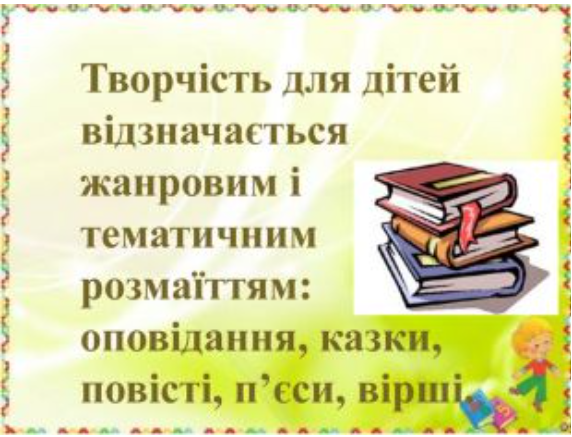 Творчість для дітей
відзначається
жанровим і
тематичним
розмаїттям:
оповідання, казки,
повісті, п’єси, вірші.